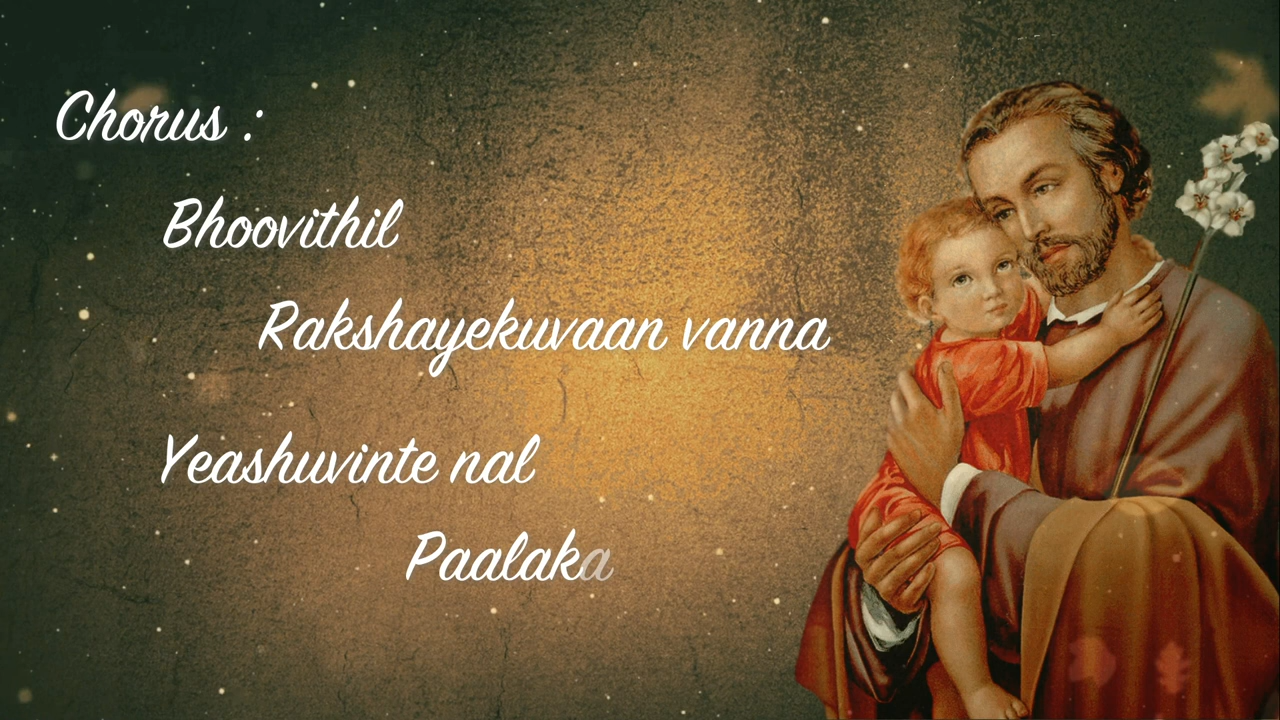 Chorus :
Bhoovithil
Rakshayekuvaan vanna
Yeashuvinte nal
Paalaka